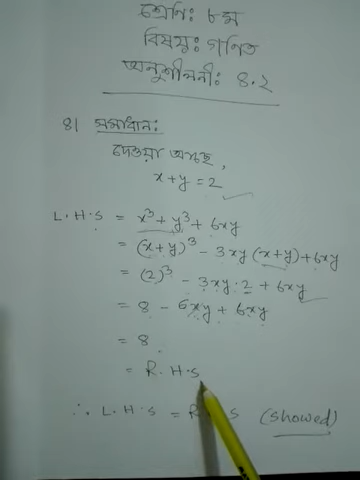 শ্রেণি: ৮ম
বিষয়: গণিত
অনুশীলনী: ৪.২
8। সমাধান:
দেওয়া আছে,
x+y = 2
L.H.S = x³ + y³ + 6xy
= (x+y)³ - 3xy (x+y) + 6xy
= (2)³ - 3xy·2 + 6xy
= 8 - 6xy + 6xy
= 8
= R.H.S
∴ L.H.S = R S (showed)